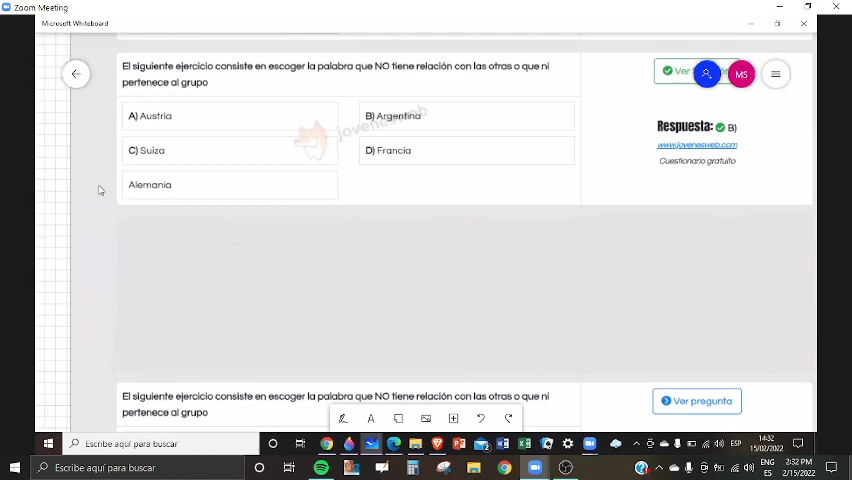 Zoom Meeting
Microsoft Whiteboard
El siguiente ejercicio consiste en escoger la palabra que NO tiene relación con las otras o que ni
pertenece al grupo
Ver
MS
A) Austria
B) Argentina
jovenesweb
C) Suiza
D) Francia
Alemania
Respuesta: B)
www.jovenesweb.com
Cuestionario gratuito
El siguiente ejercicio consiste en escoger la palabra que NO tiene relación con las otras o que ni
pertenece al grupo
Ver pregunta
Escribe aquí para buscar
ESP
14:32
15/02/2022
Escribe aquí para buscar
ENG
ES
2:32 PM
2/15/2022